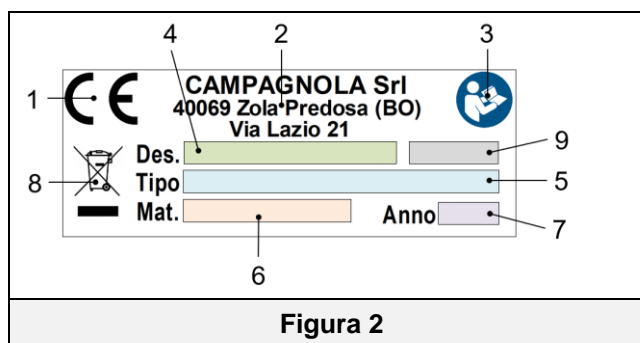 4 2 3
1 CE CAMPAGNOLA Srl
40069 Zola Predosa (BO)
Via Lazio 21
Des. 9
8 Tipo 5
Mat. Anno 7
6
Figura 2